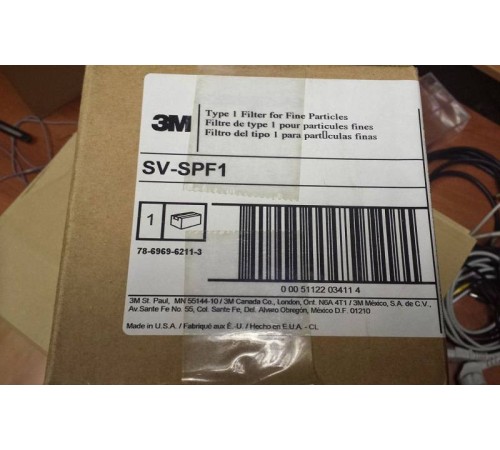 3M
Type 1 Filter for Fine Particles
Filtre de type 1 pour particules fines
Filtro del tipo 1 para partículas finas
SV-SPF1
1
78-6969-6211-3
0 00 51122 03411 4
3M St. Paul, MN 55144-10 / 3M Canada Co., London, Ont. N6A 4T1 / 3M México, S.A. de C.V.,
Av.Sante Fe No. 55, Col. Sante Fe, Del. Alvaro Obregón, México D.F. 01210
Made in U.S.A. / Fabriqué aux É.-U. / Hecho en E.U.A. - CL